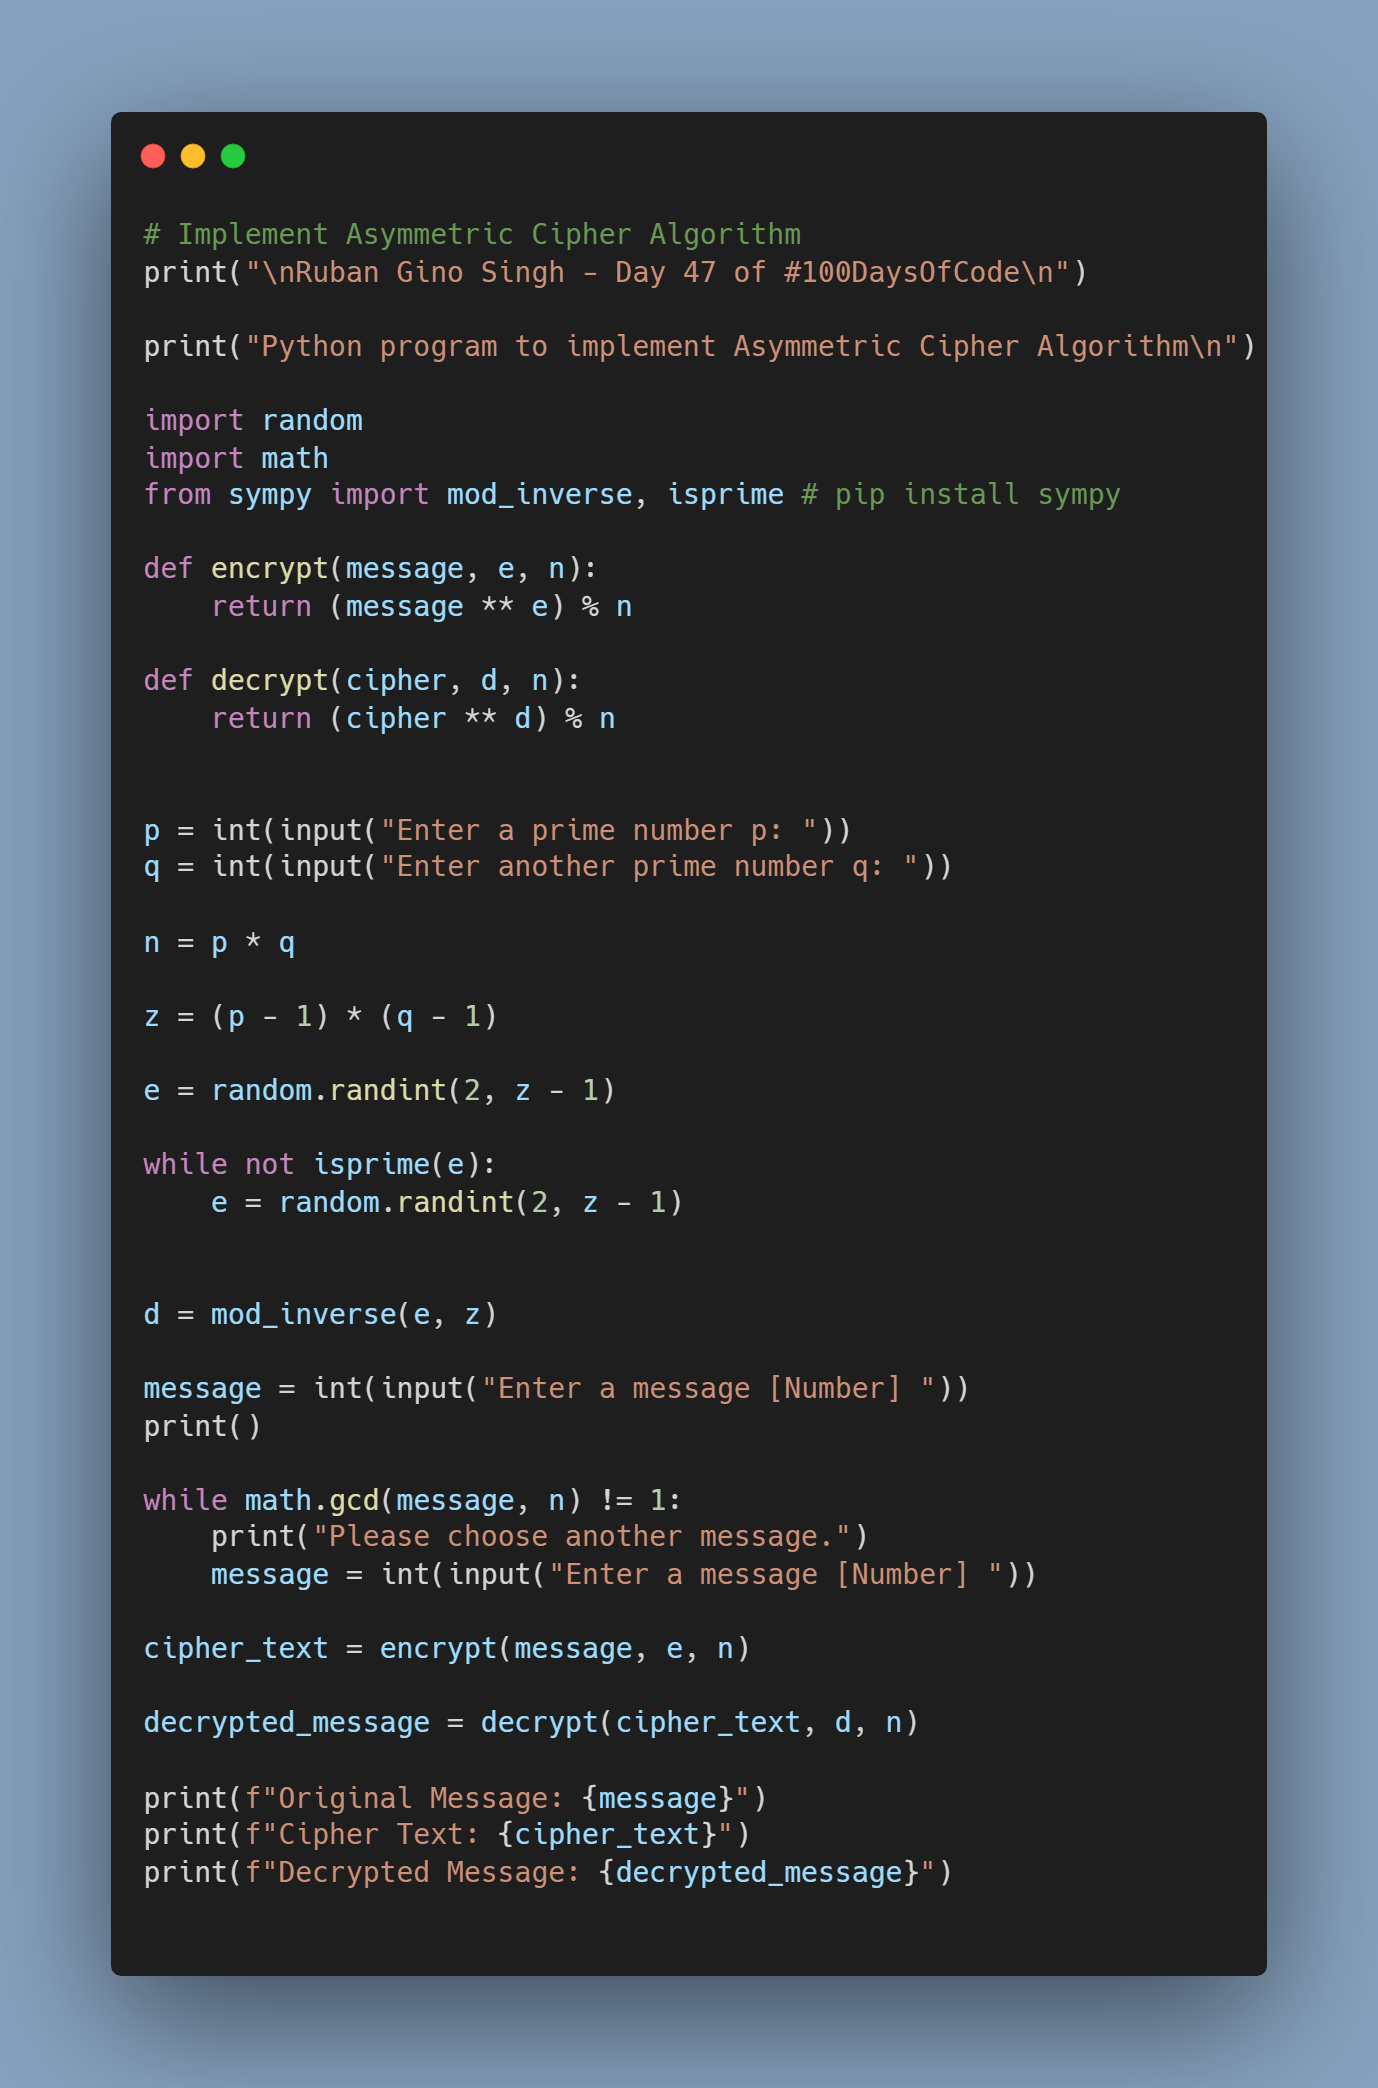 # Implement Asymmetric Cipher Algorithm
print("\nRuban Gino Singh - Day 47 of #100DaysOfCode\n")

print("Python program to implement Asymmetric Cipher Algorithm\n")

import random
import math
from sympy import mod_inverse, isprime # pip install sympy

def encrypt(message, e, n):
    return (message ** e) % n

def decrypt(cipher, d, n):
    return (cipher ** d) % n


p = int(input("Enter a prime number p: "))
q = int(input("Enter another prime number q: "))

n = p * q

z = (p - 1) * (q - 1)

e = random.randint(2, z - 1)

while not isprime(e):
    e = random.randint(2, z - 1)


d = mod_inverse(e, z)

message = int(input("Enter a message [Number] "))
print()

while math.gcd(message, n) != 1:
    print("Please choose another message.")
    message = int(input("Enter a message [Number] "))

cipher_text = encrypt(message, e, n)

decrypted_message = decrypt(cipher_text, d, n)

print(f"Original Message: {message}")
print(f"Cipher Text: {cipher_text}")
print(f"Decrypted Message: {decrypted_message}")